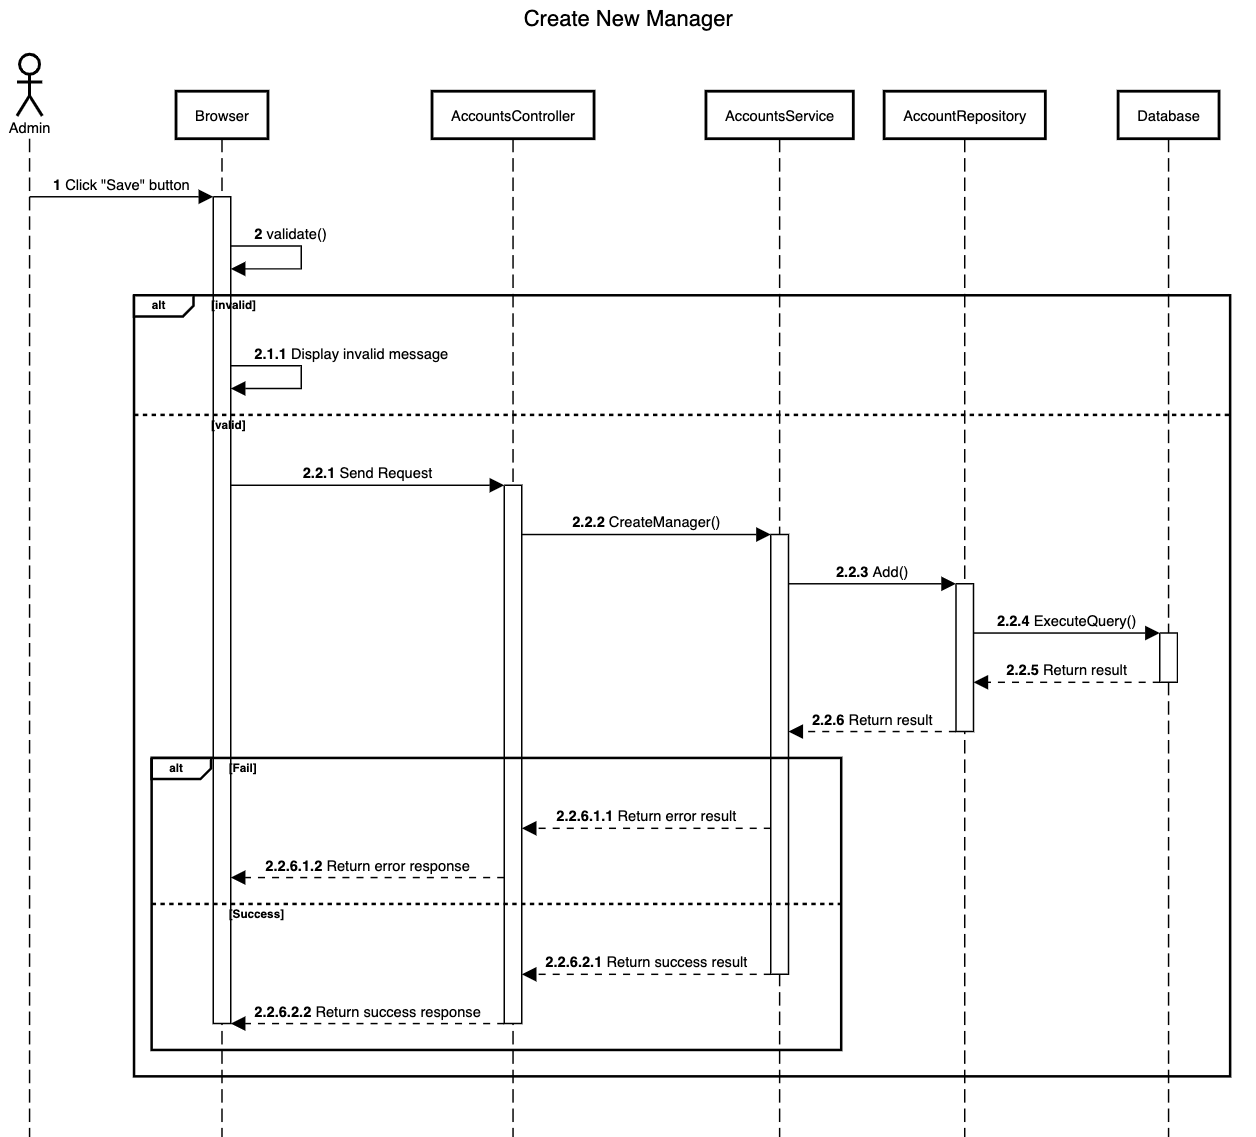 Create New Manager
Admin
Browser
AccountsController
AccountsService
AccountRepository
Database
1 Click "Save" button
2 validate()
alt [invalid]
2.1.1 Display invalid message
[valid]
2.2.1 Send Request
2.2.2 CreateManager()
2.2.3 Add()
2.2.4 ExecuteQuery()
2.2.5 Return result
2.2.6 Return result
alt [Fail]
2.2.6.1.1 Return error result
2.2.6.1.2 Return error response
[Success]
2.2.6.2.1 Return success result
2.2.6.2.2 Return success response